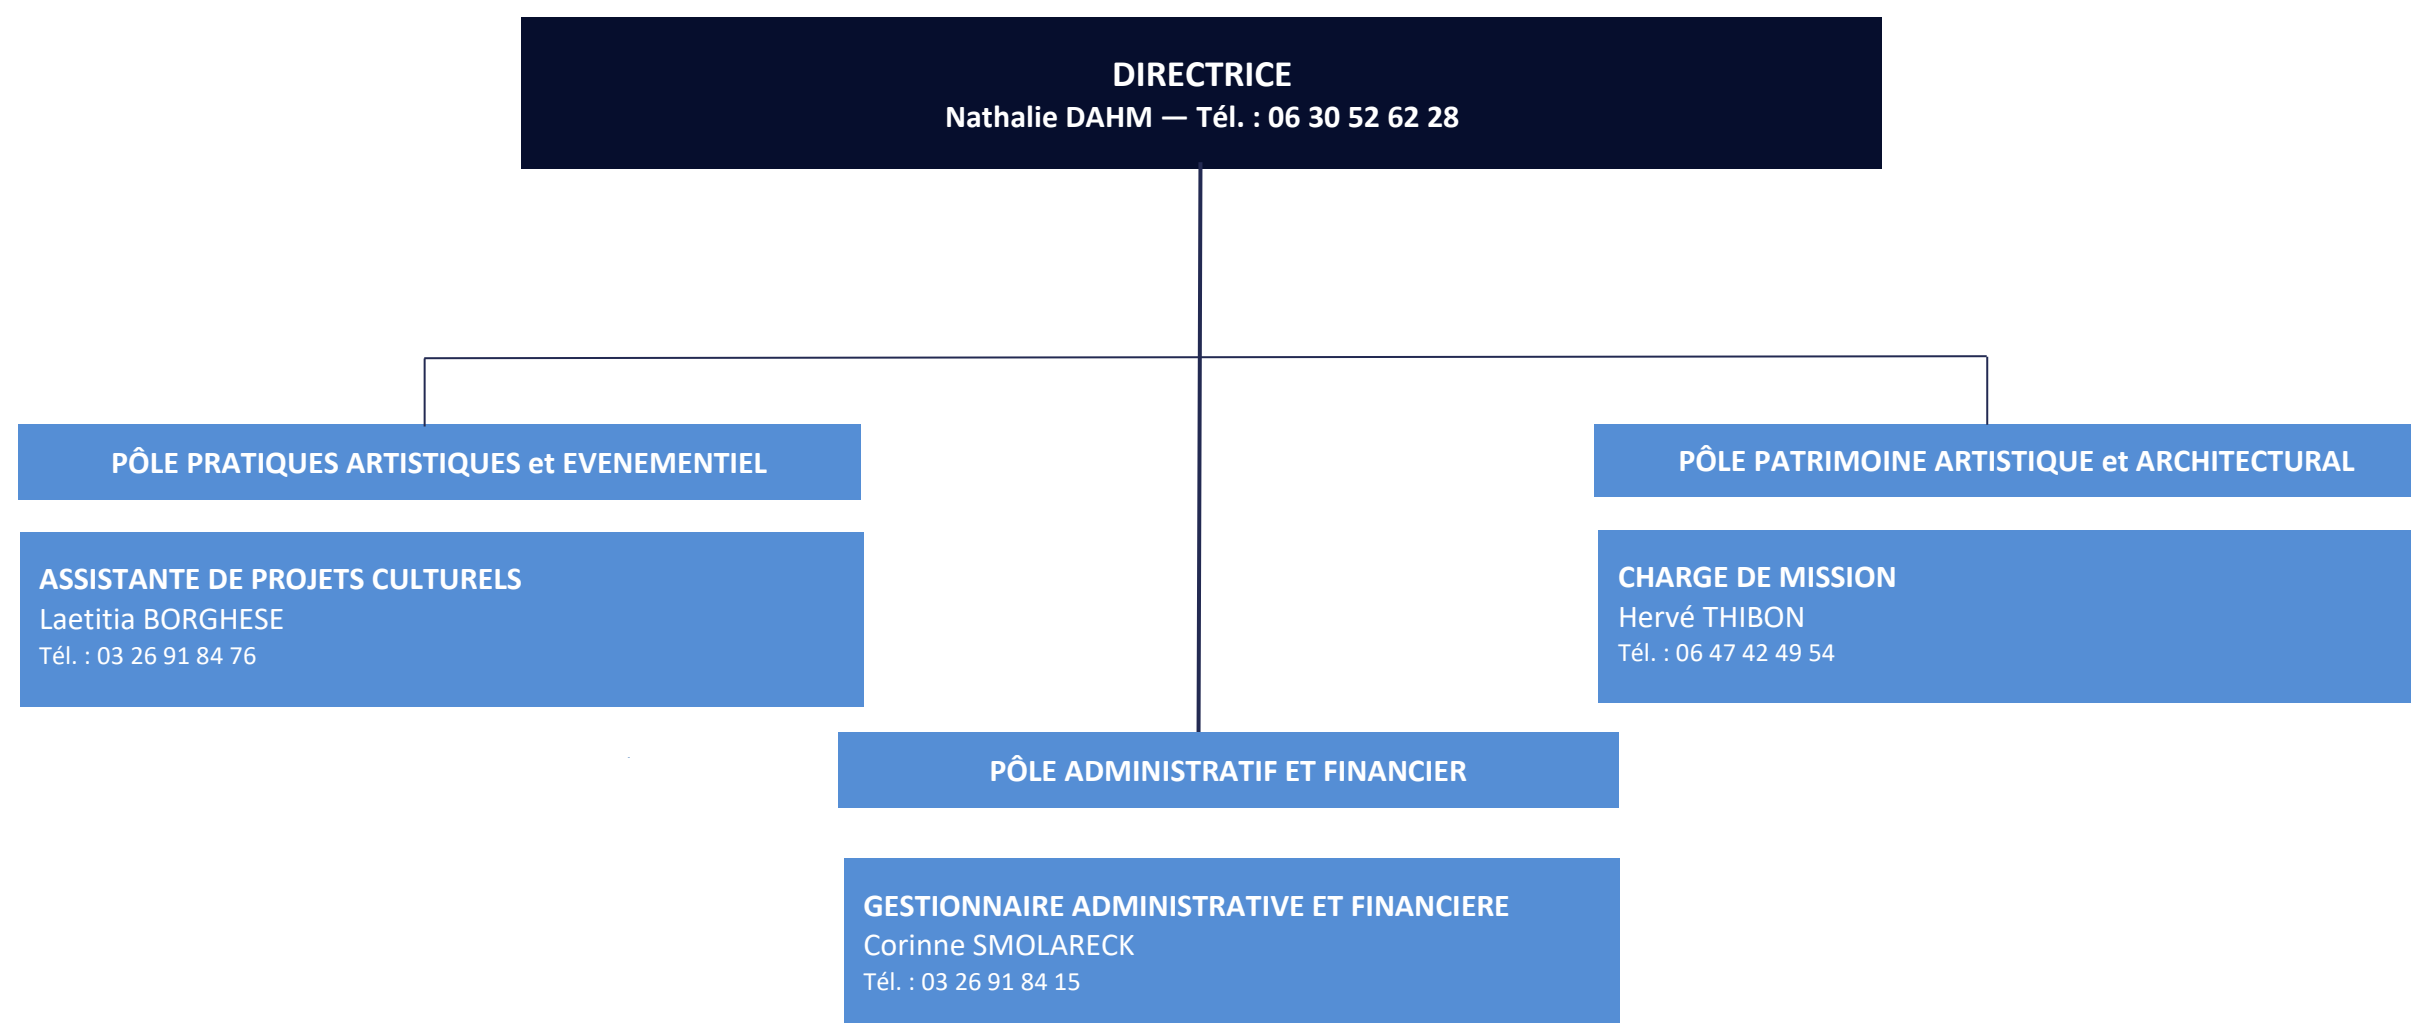 DIRECTRICE
Nathalie DAHM — Tél. : 06 30 52 62 28
PÔLE PRATIQUES ARTISTIQUES et EVENEMENTIEL
ASSISTANTE DE PROJETS CULTURELS
Laetitia BORGHESE
Tél. : 03 26 91 84 76
PÔLE PATRIMOINE ARTISTIQUE et ARCHITECTURAL
CHARGE DE MISSION
Hervé THIBON
Tél. : 06 47 42 49 54
PÔLE ADMINISTRATIF ET FINANCIER
GESTIONNAIRE ADMINISTRATIVE ET FINANCIERE
Corinne SMOLARECK
Tél. : 03 26 91 84 15